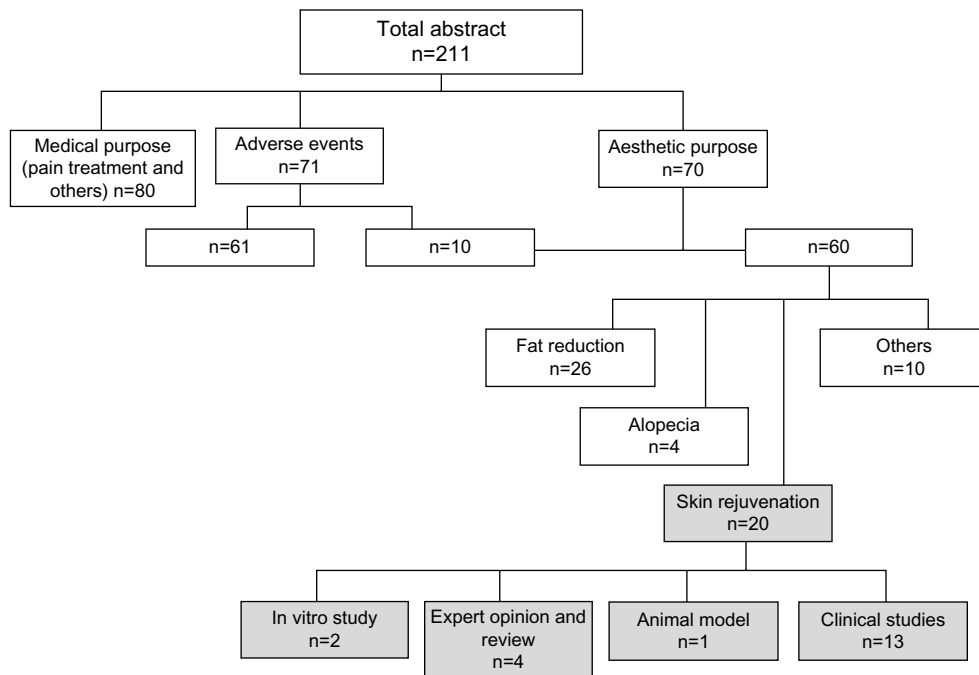 Total abstract
n=211
Medical purpose
(pain treatment and
others) n=80
Adverse events
n=71
Aesthetic purpose
n=70
n=61
n=10
n=60
Fat reduction
n=26
Others
n=10
Alopecia
n=4
Skin rejuvenation
n=20
In vitro study
n=2
Expert opinion and
review
n=4
Animal model
n=1
Clinical studies
n=13